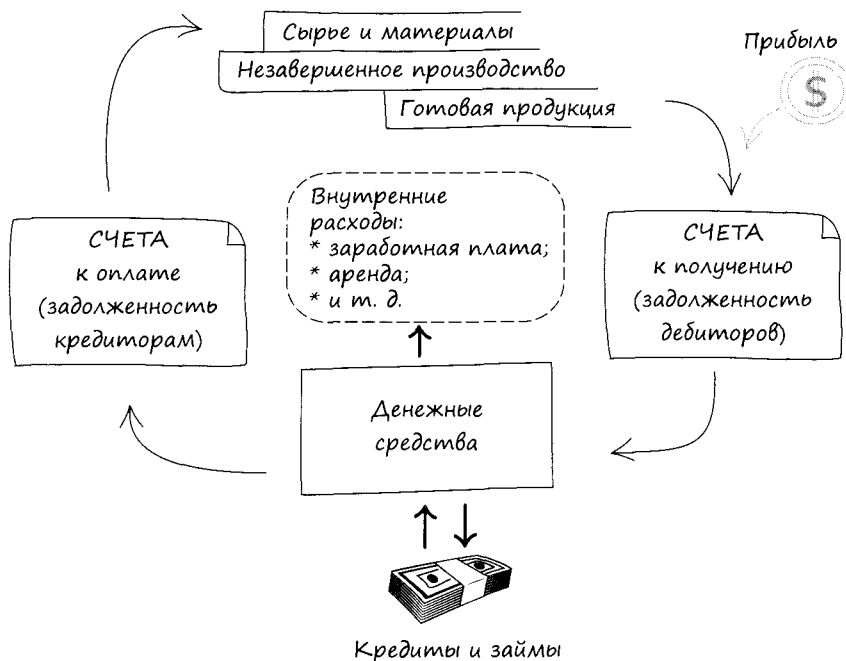 Сырье и материалы
Незавершенное производство
Готовая продукция
Прибыль
$
Внутренние
расходы:
* заработная плата;
* аренда;
* и т. д.
СЧЕТА
к оплате
(задолженность
кредиторам)
СЧЕТА
к получению
(задолженность
дебиторов)
Денежные
средства
Кредиты и займы